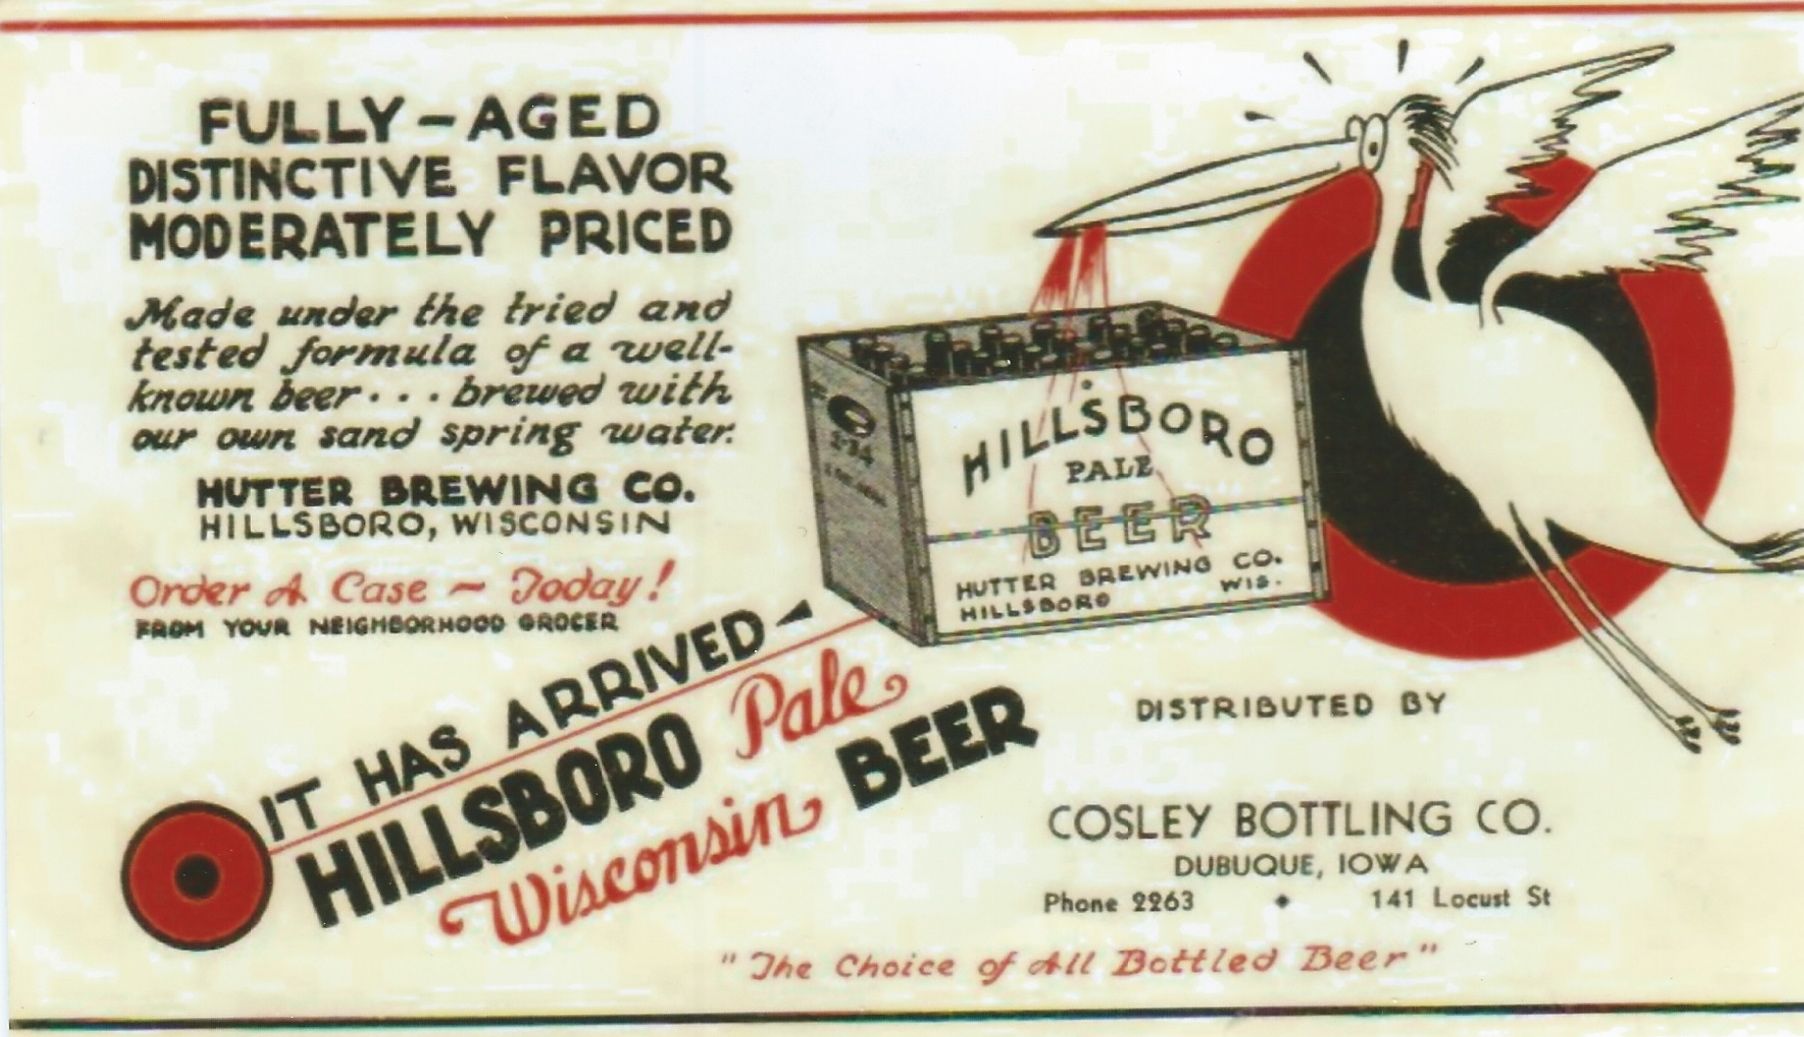 FULLY-AGED
DISTINCTIVE FLAVOR
MODERATELY PRICED
Made under the tried and
tested formula of a well-
known beer... brewed with
our own sand spring water.
HUTTER BREWING CO.
HILLSBORO, WISCONSIN
Order A Case ~ Today!
FROM YOUR NEIGHBORHOOD GROCER
HILLSBORO
PALE
BEER
HUTTER BREWING CO.
HILLSBORO WIS.
IT HAS ARRIVED
HILLSBORO Pale
Wisconsin BEER
DISTRIBUTED BY
COSLEY BOTTLING CO.
DUBUQUE, IOWA
Phone 2263 • 141 Locust St
"The Choice of All Bottled Beer"